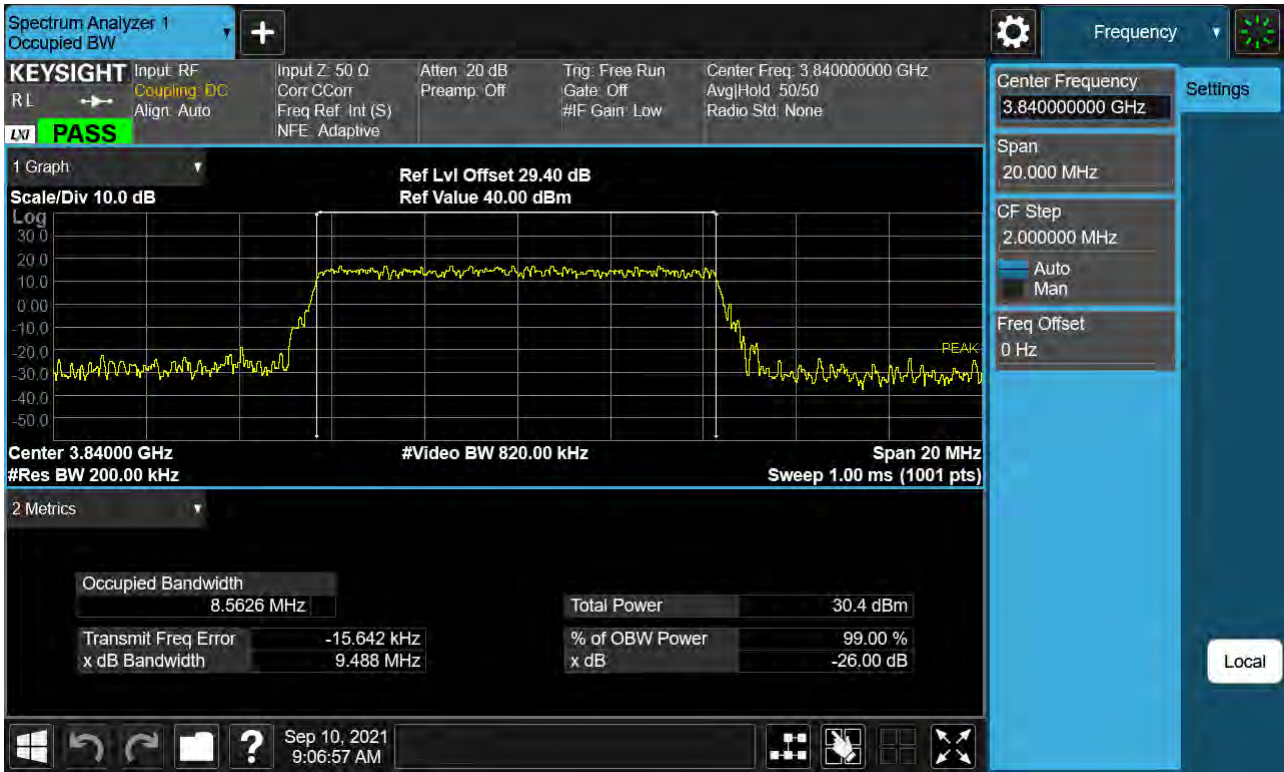 Spectrum Analyzer 1
Occupied BW
+
Frequency
KEYSIGHT
R L
LXI
PASS
Input: RF
Coupling: DC
Align: Auto
Input Z: 50 Ω
Corr CCorr
Freq Ref: Int (S)
NFE: Adaptive
Atten: 20 dB
Preamp: Off
Trig: Free Run
Gate: Off
#IF Gain: Low
Center Freq: 3.840000000 GHz
Avg|Hold: 50/50
Radio Std: None
Center Frequency
3.840000000 GHz
Settings
Span
20.000 MHz
CF Step
2.000000 MHz
Auto
Man
Freq Offset
0 Hz
Local
1 Graph
Scale/Div 10.0 dB
Ref Lvl Offset 29.40 dB
Ref Value 40.00 dBm
Log
30.0
20.0
10.0
0.00
-10.0
-20.0
-30.0
-40.0
-50.0
PEAK
Center 3.84000 GHz
#Res BW 200.00 kHz
#Video BW 820.00 kHz
Span 20 MHz
Sweep 1.00 ms (1001 pts)
2 Metrics
Occupied Bandwidth
8.5626 MHz
Transmit Freq Error -15.642 kHz
x dB Bandwidth 9.488 MHz
Total Power 30.4 dBm
% of OBW Power 99.00 %
x dB -26.00 dB
?
Sep 10, 2021
9:06:57 AM